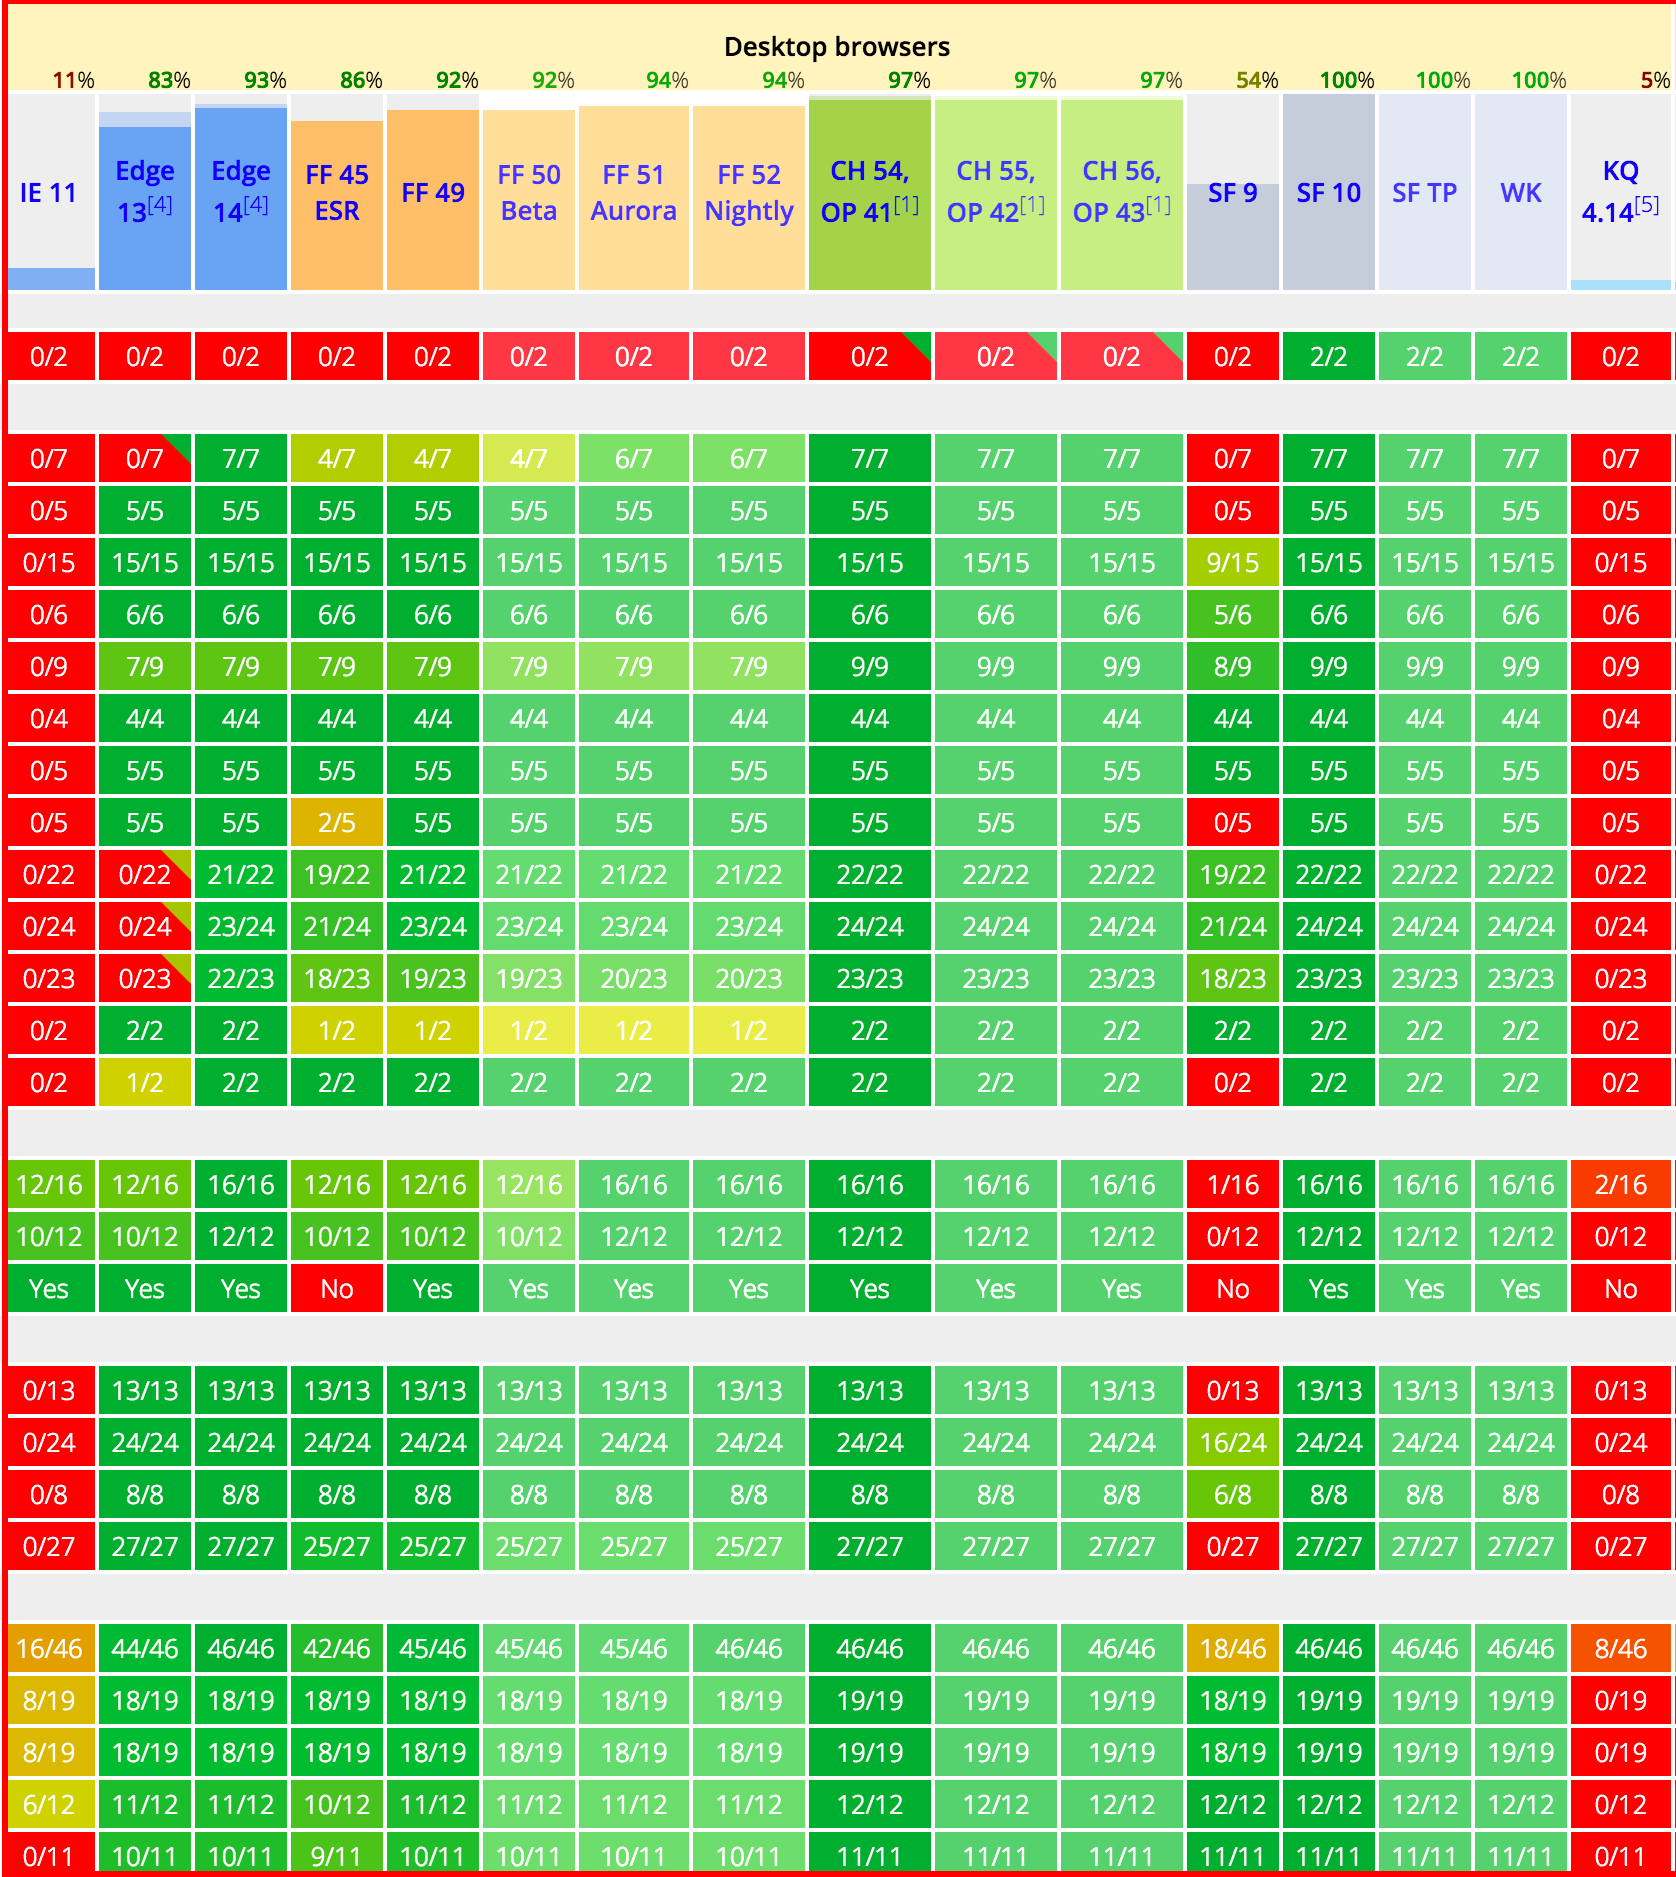 Desktop browsers
11% 83% 93% 86% 92% 92% 94% 94% 97% 97% 97% 54% 100% 100% 100% 5%
IE 11 Edge 13[4] Edge 14[4] FF 45 ESR FF 49 FF 50 Beta FF 51 Aurora FF 52 Nightly CH 54, OP 41[1] CH 55, OP 42[1] CH 56, OP 43[1] SF 9 SF 10 SF TP WK KQ 4.14[5]
0/2 0/2 0/2 0/2 0/2 0/2 0/2 0/2 0/2 0/2 0/2 0/2 2/2 2/2 2/2 0/2
0/7 0/7 7/7 4/7 4/7 4/7 6/7 6/7 7/7 7/7 7/7 0/7 7/7 7/7 7/7 0/7
0/5 5/5 5/5 5/5 5/5 5/5 5/5 5/5 5/5 5/5 5/5 0/5 5/5 5/5 5/5 0/5
0/15 15/15 15/15 15/15 15/15 15/15 15/15 15/15 15/15 15/15 15/15 9/15 15/15 15/15 15/15 0/15
0/6 6/6 6/6 6/6 6/6 6/6 6/6 6/6 6/6 6/6 6/6 5/6 6/6 6/6 6/6 0/6
0/9 7/9 7/9 7/9 7/9 7/9 7/9 7/9 9/9 9/9 9/9 8/9 9/9 9/9 9/9 0/9
0/4 4/4 4/4 4/4 4/4 4/4 4/4 4/4 4/4 4/4 4/4 4/4 4/4 4/4 4/4 0/4
0/5 5/5 5/5 5/5 5/5 5/5 5/5 5/5 5/5 5/5 5/5 5/5 5/5 5/5 5/5 0/5
0/5 5/5 5/5 2/5 5/5 5/5 5/5 5/5 5/5 5/5 5/5 0/5 5/5 5/5 5/5 0/5
0/22 0/22 21/22 19/22 21/22 21/22 21/22 21/22 22/22 22/22 22/22 19/22 22/22 22/22 22/22 0/22
0/24 0/24 23/24 21/24 23/24 23/24 23/24 23/24 24/24 24/24 24/24 21/24 24/24 24/24 24/24 0/24
0/23 0/23 22/23 18/23 19/23 19/23 20/23 20/23 23/23 23/23 23/23 18/23 23/23 23/23 23/23 0/23
0/2 2/2 2/2 1/2 1/2 1/2 1/2 1/2 2/2 2/2 2/2 2/2 2/2 2/2 2/2 0/2
0/2 1/2 2/2 2/2 2/2 2/2 2/2 2/2 2/2 2/2 2/2 0/2 2/2 2/2 2/2 0/2
12/16 12/16 16/16 12/16 12/16 12/16 16/16 16/16 16/16 16/16 16/16 1/16 16/16 16/16 16/16 2/16
10/12 10/12 12/12 10/12 10/12 10/12 12/12 12/12 12/12 12/12 12/12 0/12 12/12 12/12 12/12 0/12
Yes Yes Yes No Yes Yes Yes Yes Yes Yes Yes No Yes Yes Yes No
0/13 13/13 13/13 13/13 13/13 13/13 13/13 13/13 13/13 13/13 13/13 0/13 13/13 13/13 13/13 0/13
0/24 24/24 24/24 24/24 24/24 24/24 24/24 24/24 24/24 24/24 24/24 16/24 24/24 24/24 24/24 0/24
0/8 8/8 8/8 8/8 8/8 8/8 8/8 8/8 8/8 8/8 8/8 6/8 8/8 8/8 8/8 0/8
0/27 27/27 27/27 25/27 25/27 25/27 25/27 25/27 27/27 27/27 27/27 0/27 27/27 27/27 27/27 0/27
16/46 44/46 46/46 42/46 45/46 45/46 45/46 46/46 46/46 46/46 46/46 18/46 46/46 46/46 46/46 8/46
8/19 18/19 18/19 18/19 18/19 18/19 18/19 18/19 19/19 19/19 19/19 18/19 19/19 19/19 19/19 0/19
8/19 18/19 18/19 18/19 18/19 18/19 18/19 18/19 19/19 19/19 19/19 18/19 19/19 19/19 19/19 0/19
6/12 11/12 11/12 10/12 11/12 11/12 11/12 11/12 12/12 12/12 12/12 12/12 12/12 12/12 12/12 0/12
0/11 10/11 10/11 9/11 10/11 10/11 10/11 10/11 11/11 11/11 11/11 11/11 11/11 11/11 11/11 0/11